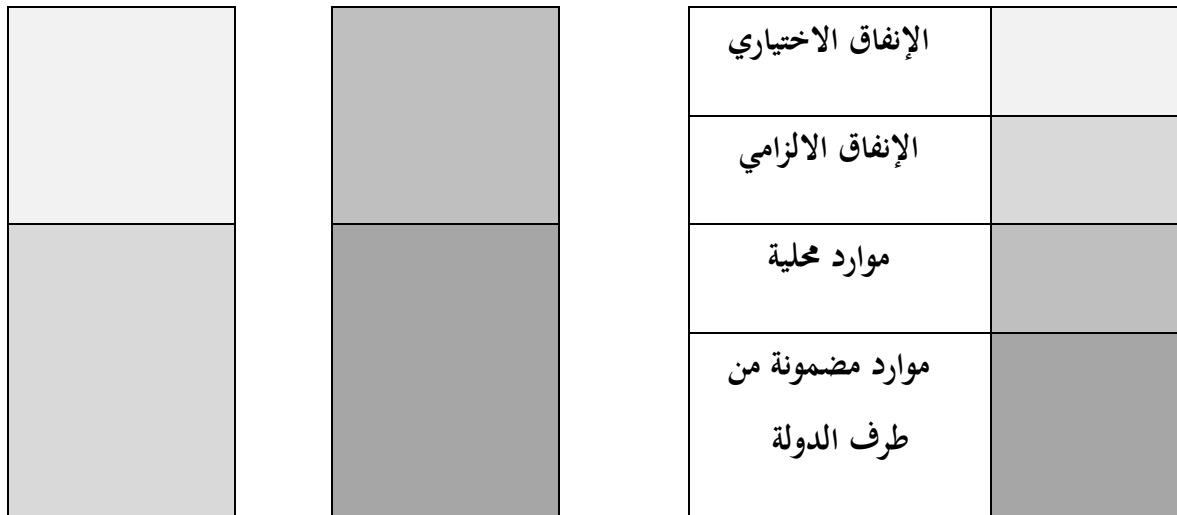 الإنفاق الاختياري
الإنفاق الالزامي
موارد محلية
موارد مضمونة من
طرف الدولة